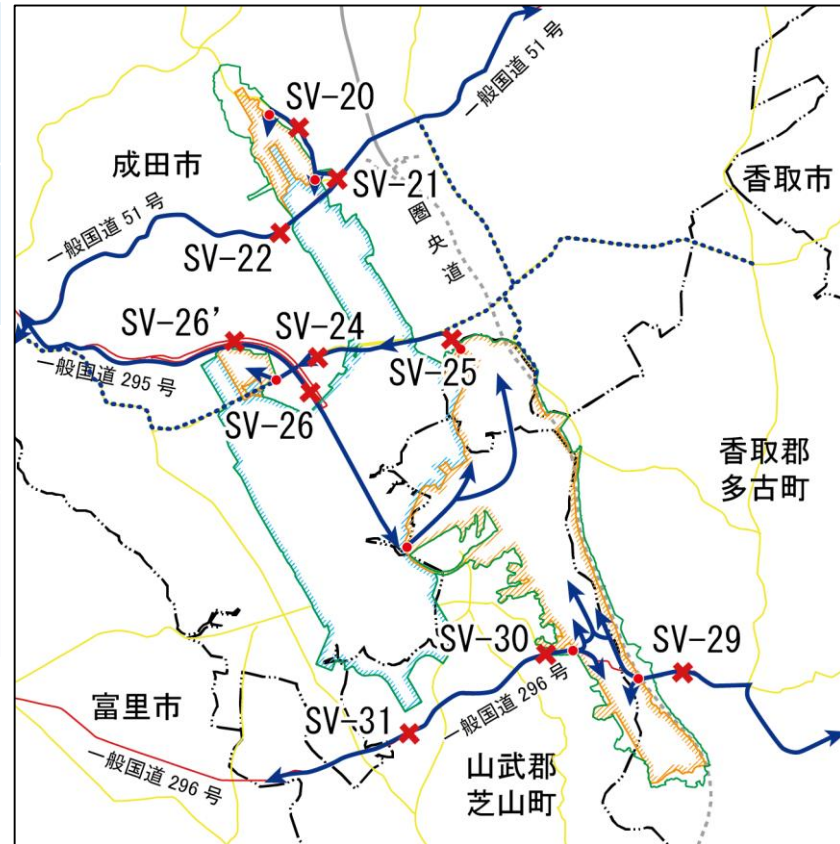 一般国道 51 号
SV-20
成田市
SV-21
香取市
圏央道
一般国道 51 号
SV-22
SV-26’
SV-24
SV-25
一般国道 295 号
SV-26
香取郡
多古町
SV-30
SV-29
富里市
SV-31
一般国道 296 号
一般国道 296 号
山武郡
芝山町